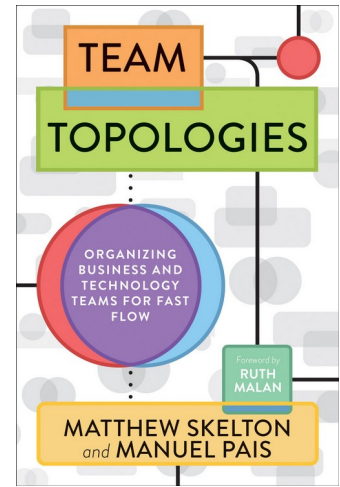 TEAM
TOPOLOGIES
ORGANIZING
BUSINESS AND
TECHNOLOGY
TEAMS FOR FAST
FLOW
Foreword by
RUTH
MALAN
MATTHEW SKELTON
and MANUEL PAIS